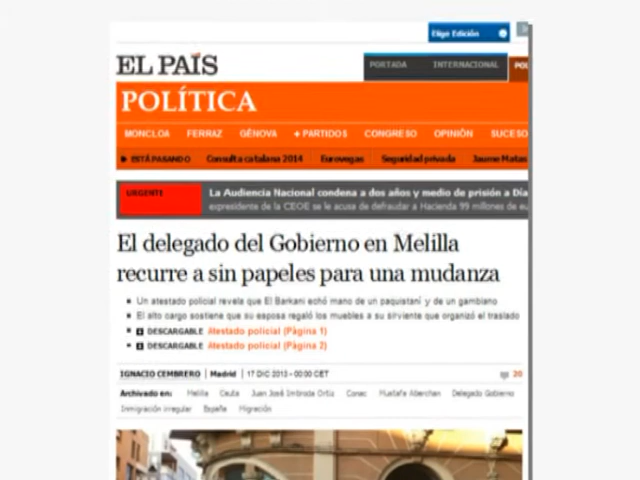 Elige Edición
EL PAÍS
PORTADA INTERNACIONAL
POLÍTICA
MONCLOA FERRAZ GÉNOVA + PARTIDOS CONGRESO OPINIÓN SUCESO
ESTÁ PASANDO Consulta catalana 2014 Eurovegas Seguridad privada Jaume Matas
URGENTE La Audiencia Nacional condena a dos años y medio de prisión a Día
expresidente de la CEOE se le acusa de defraudar a Hacienda 99 millones de eu
El delegado del Gobierno en Melilla
recurre a sin papeles para una mudanza
Un atestado policial revela que El Barkani echó mano de un paquistaní y de un gambiano
El alto cargo sostiene que su esposa regaló los muebles a su sirviente que organizó el traslado
DESCARGABLE Atestado policial (Página 1)
DESCARGABLE Atestado policial (Página 2)
IGNACIO CEMBRERO | Madrid | 17 DIC 2013 - 00:00 CET 20
Archivado en: Melilla Ceuta Juan José Imbroda Ortiz Conac Mustafa Aberchan Delegado Gobierno
Inmigración irregular España Migración